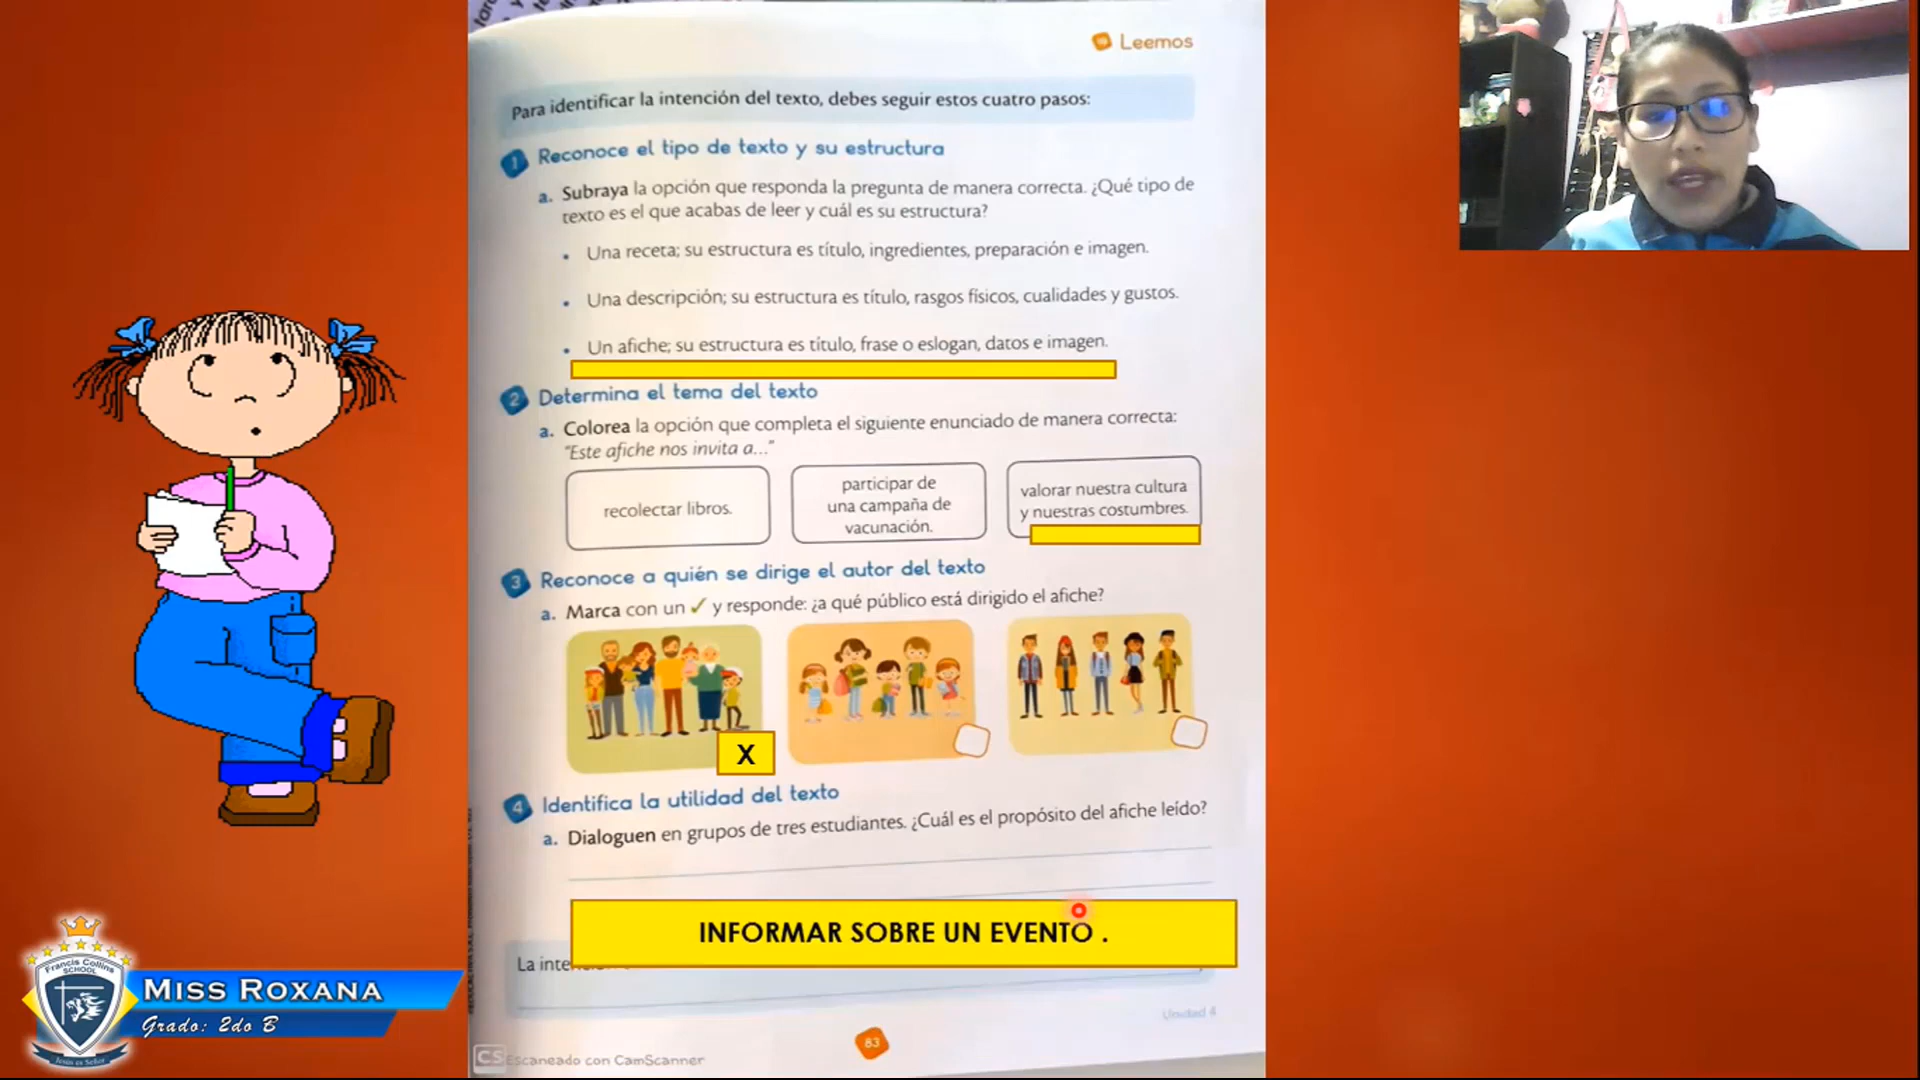 Leemos
Para identificar la intención del texto, debes seguir estos cuatro pasos:
1 Reconoce el tipo de texto y su estructura
a. Subraya la opción que responda la pregunta de manera correcta. ¿Qué tipo de
texto es el que acabas de leer y cuál es su estructura?
• Una receta; su estructura es título, ingredientes, preparación e imagen.
• Una descripción; su estructura es título, rasgos físicos, cualidades y gustos.
• Un afiche; su estructura es título, frase o eslogan, datos e imagen.
2 Determina el tema del texto
a. Colorea la opción que completa el siguiente enunciado de manera correcta:
"Este afiche nos invita a..."
recolectar libros.
participar de
una campaña de
vacunación.
valorar nuestra cultura
y nuestras costumbres.
3 Reconoce a quién se dirige el autor del texto
a. Marca con un ✓ y responde: ¿a qué público está dirigido el afiche?
X
4 Identifica la utilidad del texto
a. Dialoguen en grupos de tres estudiantes. ¿Cuál es el propósito del afiche leído?
INFORMAR SOBRE UN EVENTO .
La inte
Unidad 4
83
CS Escaneado con CamScanner
Francis Collins
SCHOOL
Jesús es Señor
MISS ROXANA
Grado: 2do B